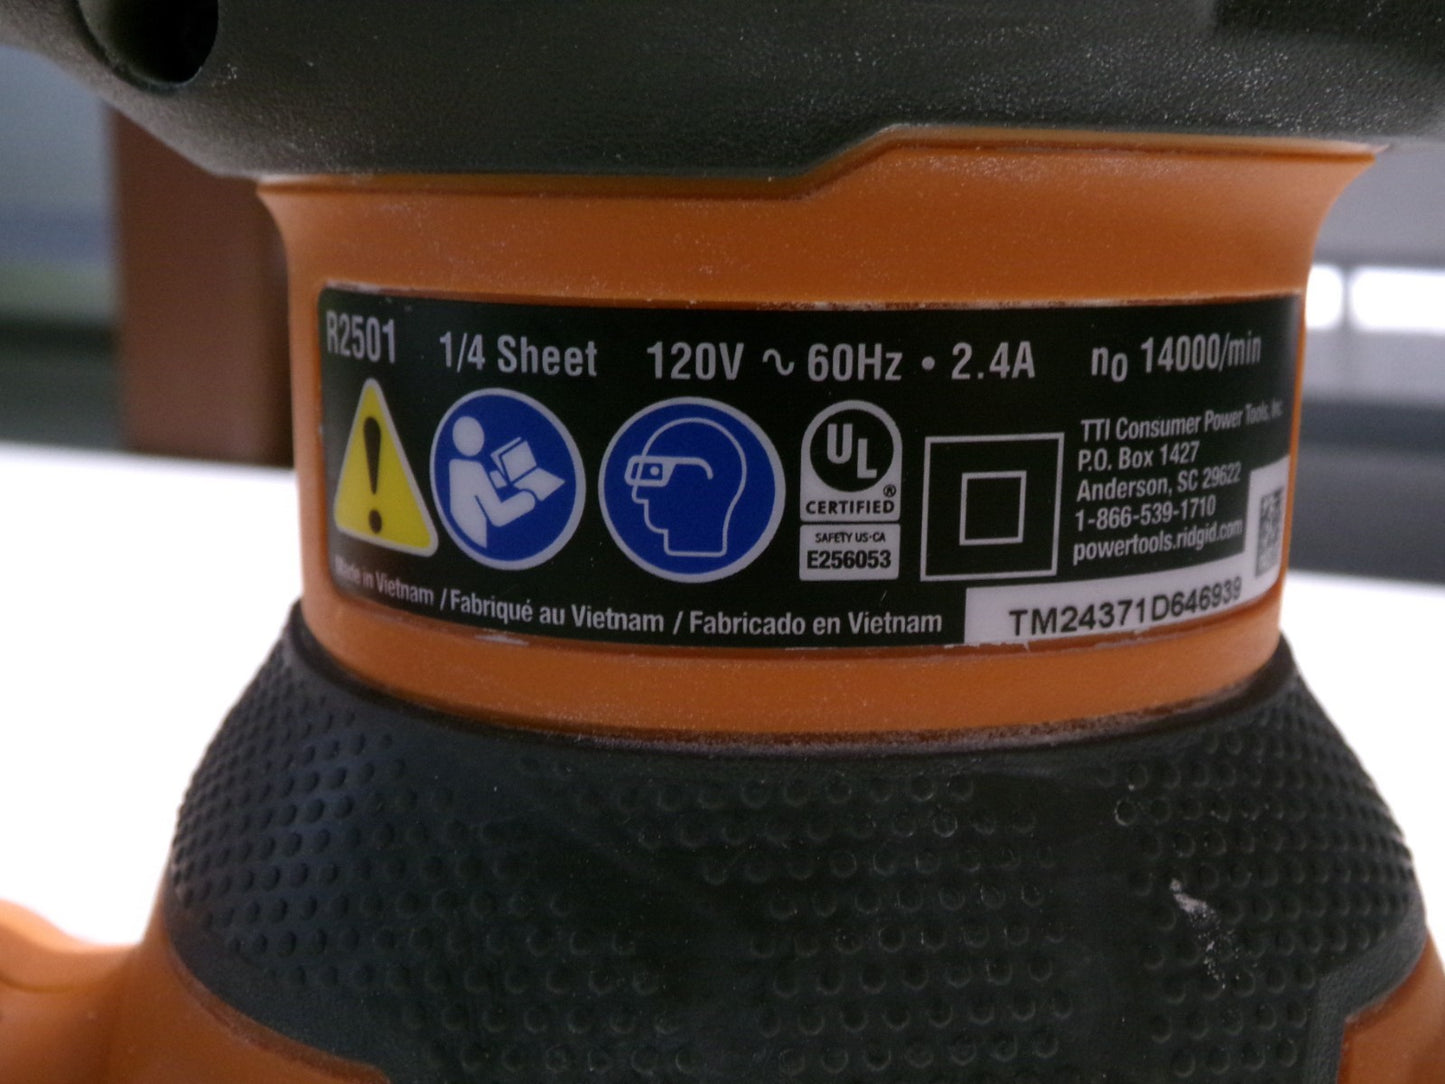 R2501 1/4 Sheet 120V ∿ 60Hz • 2.4A n₀ 14000/min
UL
®
CERTIFIED
SAFETY US-CA
E256053
TTI Consumer Power Tools, Inc.
P.O. Box 1427
Anderson, SC 29622
1-866-539-1710
powertools.ridgid.com
Made in Vietnam / Fabriqué au Vietnam / Fabricado en Vietnam
TM24371D646939